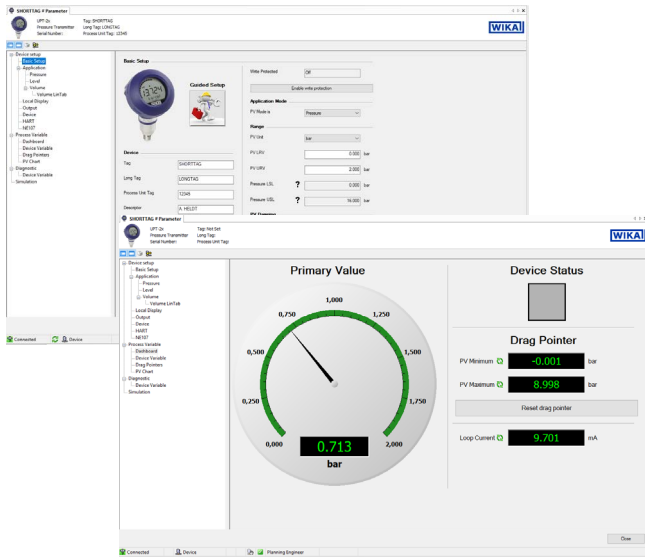 SHORTTAG # Parameter
UPT-2x
Pressure Transmitter
Serial Number:
Tag: SHORTTAG
Long Tag: LONGTAG
Process Unit Tag: 12345
WIKAI
Device setup
Basic Setup
Application
Pressure
Level
Volume
Volume LinTab
Local Display
Output
Device
HART
NE107
Process Variable
Dashboard
Device Variable
Drag Pointers
PV Chart
Diagnostic
Device Variable
Simulation
Basic Setup
Guided Setup
Device
Tag SHORTTAG
Long Tag LONGTAG
Process Unit Tag 12345
Descriptor A. HELDT
Write Protected Off
Enable write protection
Application Mode
PV Mode is Pressure
Range
PV Unit bar
PV LRV 0.000 bar
PV URV 2.000 bar
Pressure LSL ? 0.000 bar
Pressure USL ? 16.000 bar
PV Damping
Connected Device
SHORTTAG # Parameter
UPT-2x
Pressure Transmitter
Serial Number:
Tag: Not Set
Long Tag:
Process Unit Tag:
WIKAI
Device setup
Basic Setup
Application
Pressure
Level
Volume
Volume LinTab
Local Display
Output
Device
HART
NE107
Process Variable
Dashboard
Device Variable
Drag Pointers
PV Chart
Diagnostic
Device Variable
Simulation
Primary Value
0,000
0,250
0,500
0,750
1,000
1,250
1,500
1,750
2,000
0.713
bar
Device Status
Drag Pointer
PV Minimum -0.001 bar
PV Maximum 8.998 bar
Reset drag pointer
Loop Current 9.701 mA
Close
Connected Device Planning Engineer